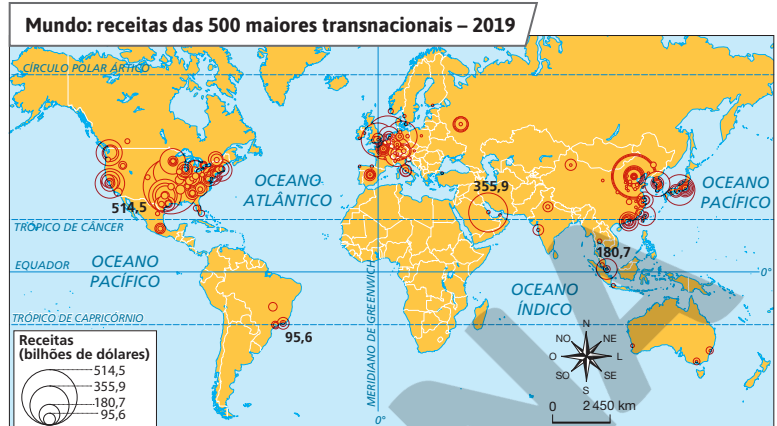 Mundo: receitas das 500 maiores transnacionais – 2019
CÍRCULO POLAR ÁRTICO
OCEANO
ATLÂNTICO
514.5
355,9
OCEANO
PACÍFICO
TRÓPICO DE CÂNCER
180,7
EQUADOR
OCEANO
PACÍFICO
0°
OCEANO
ÍNDICO
MERIDIANO DE GREENWICH
TRÓPICO DE CAPRICÓRNIO
95,6
Receitas
(bilhões de dólares)
514,5
355,9
180,7
95,6
N
NO
NE
O
L
SO
SE
S
0 2 450 km
0°